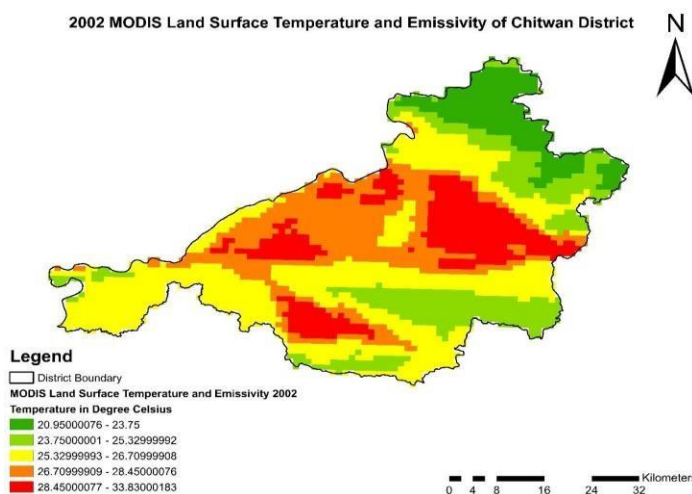 2002 MODIS Land Surface Temperature and Emissivity of Chitwan District
N
Legend
District Boundary
MODIS Land Surface Temperature and Emissivity 2002
Temperature in Degree Celsius
20.95000076 - 23.75
23.75000001 - 25.32999992
25.32999993 - 26.70999908
26.70999909 - 28.45000076
28.45000077 - 33.83000183
Kilometers
0 4 8 16 24 32